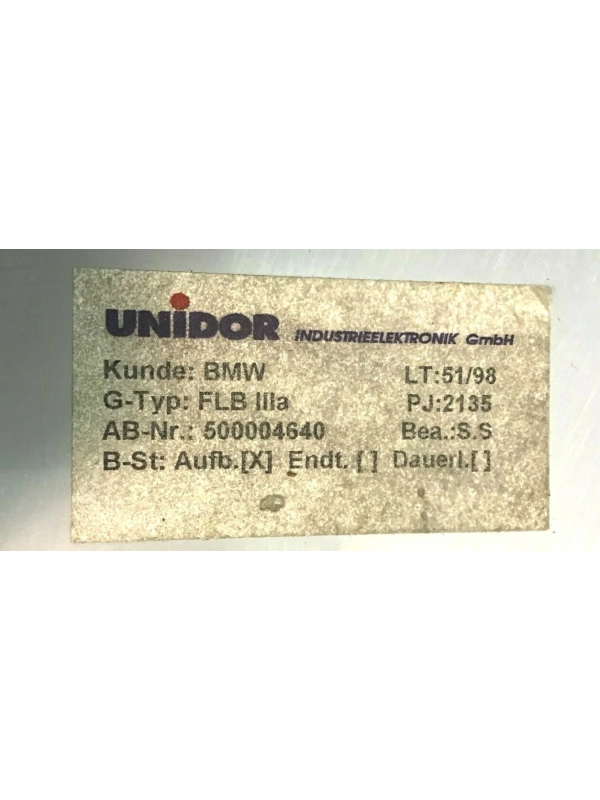 UNiDOR INDUSTRIEELEKTRONIK GmbH
Kunde: BMW LT:51/98
G-Typ: FLB IIIa PJ:2135
AB-Nr.: 500004640 Bea.:S.S
B-St: Aufb.[X] Endt. [ ] Dauerl.[ ]